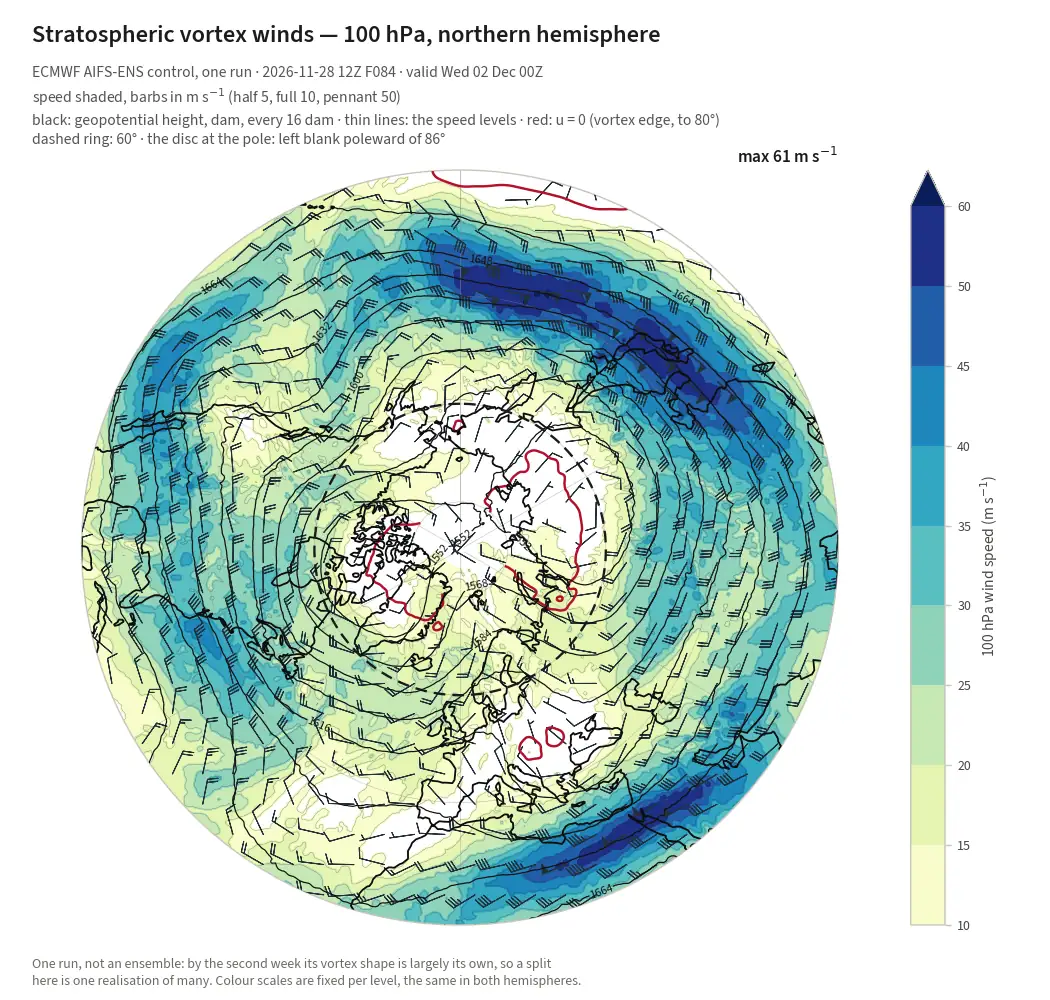 Stratospheric vortex winds — 100 hPa, northern hemisphere
ECMWF AIFS-ENS control, one run · 2026-11-28 12Z F084 · valid Wed 02 Dec 00Z
speed shaded, barbs in m s⁻¹ (half 5, full 10, pennant 50)
black: geopotential height, dam, every 16 dam · thin lines: the speed levels · red: u = 0 (vortex edge, to 80°)
dashed ring: 60° · the disc at the pole: left blank poleward of 86°
max 61 m s⁻¹
1648
1664
1664
1632
1600
1552
1552
1568
1584
1616
1664
60
50
45
40
35
30
25
20
15
10
100 hPa wind speed (m s⁻¹)
One run, not an ensemble: by the second week its vortex shape is largely its own, so a split
here is one realisation of many. Colour scales are fixed per level, the same in both hemispheres.